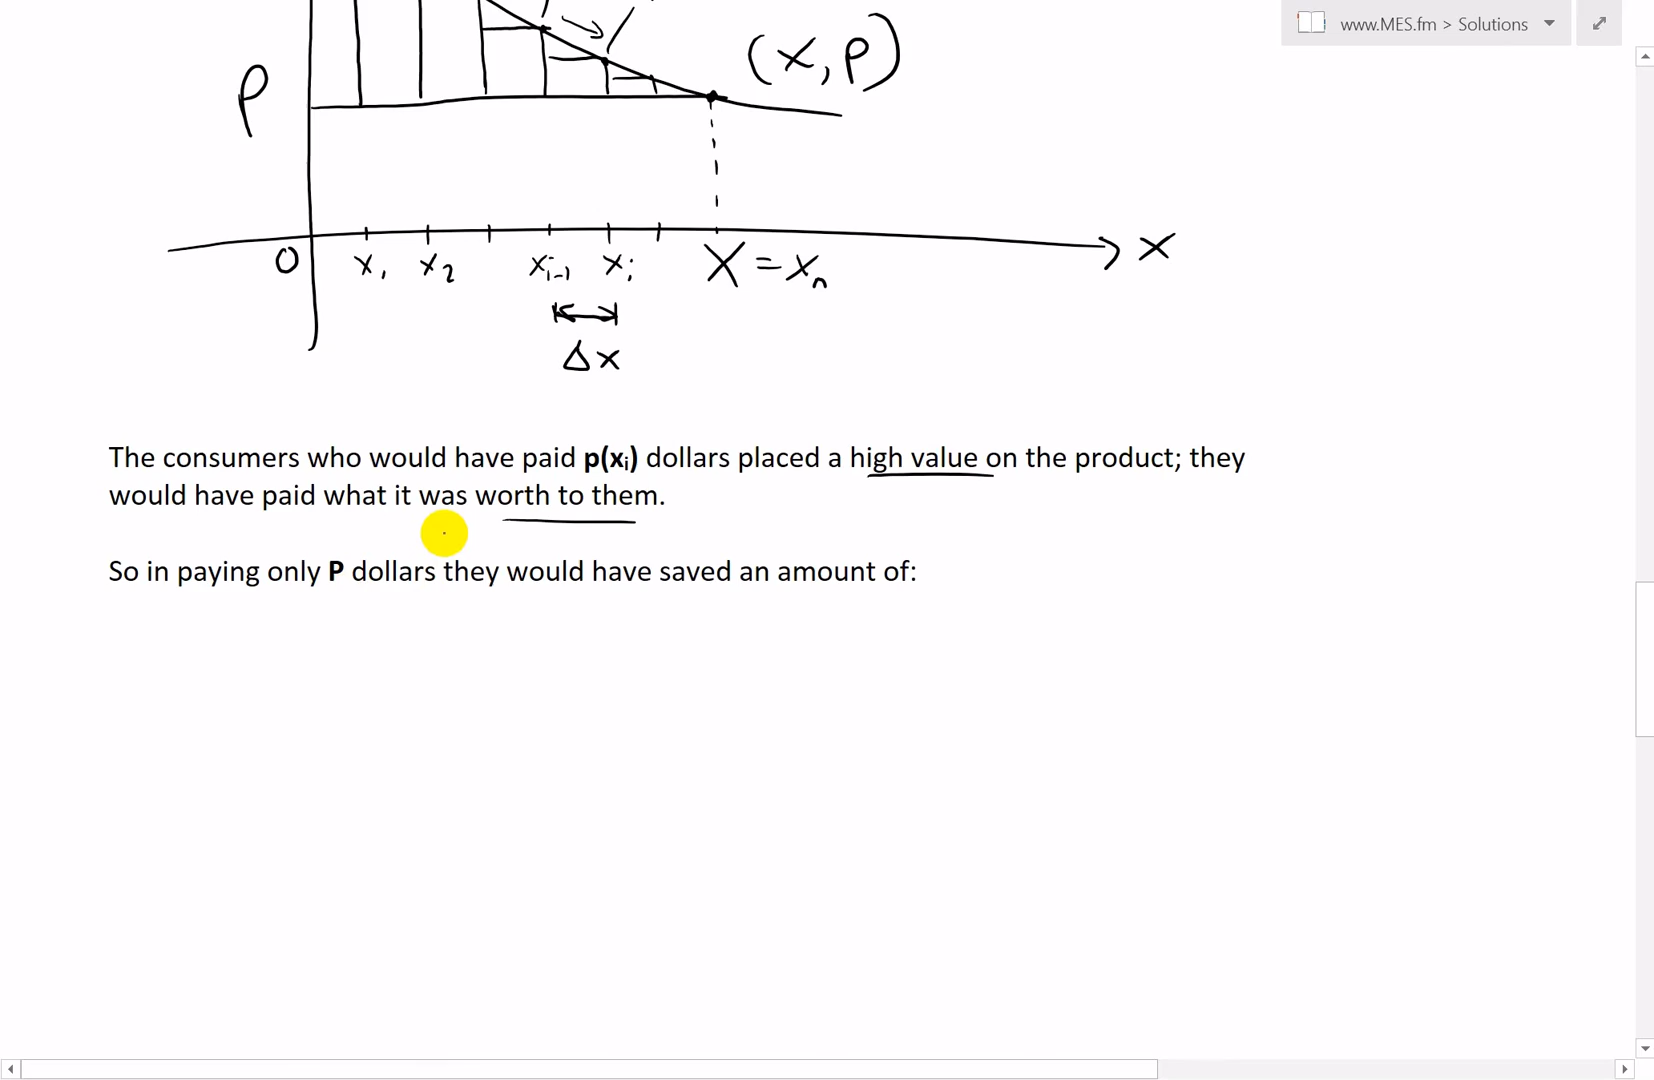 www.MES.fm > Solutions
(X, P)
P
0 x₁ x₂ xᵢ₋₁ xᵢ X = xₙ x
Δx
The consumers who would have paid p(xᵢ) dollars placed a high value on the product; they
would have paid what it was worth to them.
So in paying only P dollars they would have saved an amount of: